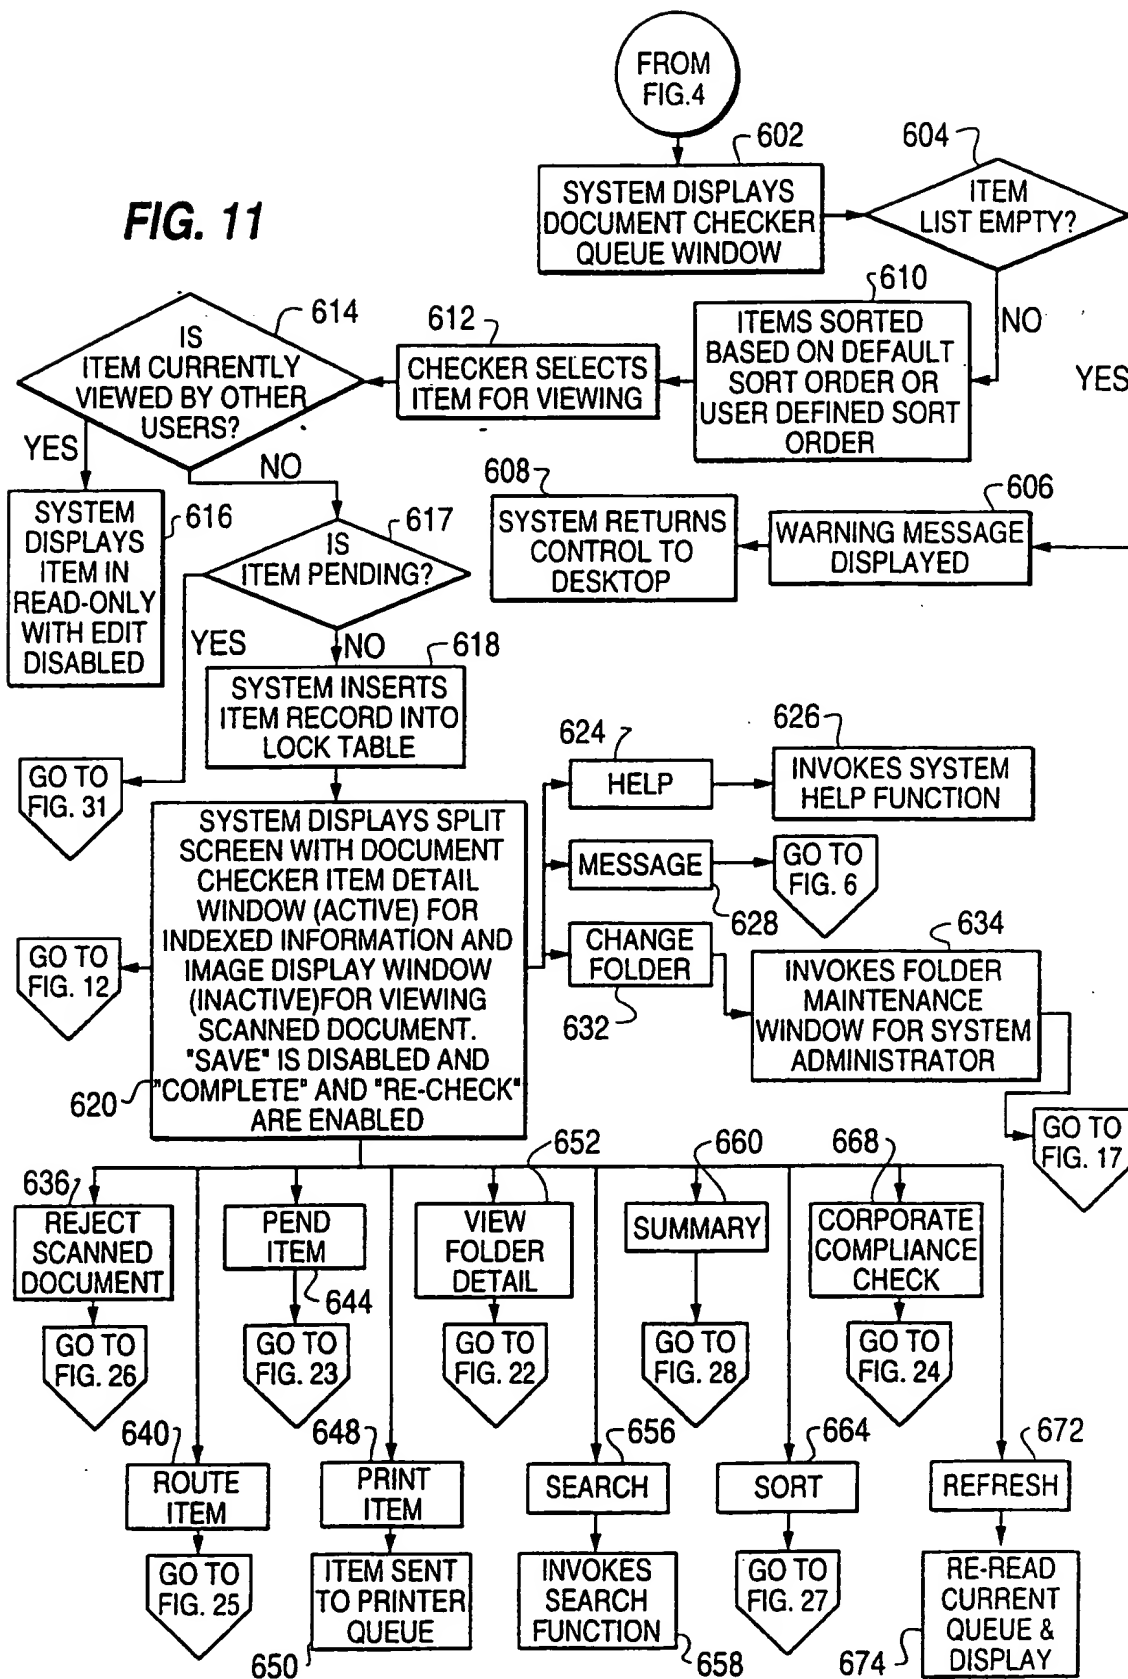 FROM
FIG.4
602
604
SYSTEM DISPLAYS
DOCUMENT CHECKER
QUEUE WINDOW
ITEM
LIST EMPTY?
FIG. 11
610
NO
YES
ITEMS SORTED
BASED ON DEFAULT
SORT ORDER OR
USER DEFINED SORT
ORDER
612
CHECKER SELECTS
ITEM FOR VIEWING
614
IS
ITEM CURRENTLY
VIEWED BY OTHER
USERS?
YES
NO
608
SYSTEM RETURNS
CONTROL TO
DESKTOP
606
WARNING MESSAGE
DISPLAYED
616
SYSTEM
DISPLAYS
ITEM IN
READ-ONLY
WITH EDIT
DISABLED
617
IS
ITEM PENDING?
YES
NO
618
SYSTEM INSERTS
ITEM RECORD INTO
LOCK TABLE
GO TO
FIG. 31
624
HELP
626
INVOKES SYSTEM
HELP FUNCTION
SYSTEM DISPLAYS SPLIT
SCREEN WITH DOCUMENT
CHECKER ITEM DETAIL
WINDOW (ACTIVE) FOR
INDEXED INFORMATION AND
IMAGE DISPLAY WINDOW
(INACTIVE)FOR VIEWING
SCANNED DOCUMENT.
"SAVE" IS DISABLED AND
"COMPLETE" AND "RE-CHECK"
ARE ENABLED
620
GO TO
FIG. 12
MESSAGE
628
GO TO
FIG. 6
CHANGE
FOLDER
632
634
INVOKES FOLDER
MAINTENANCE
WINDOW FOR SYSTEM
ADMINISTRATOR
GO TO
FIG. 17
636
REJECT
SCANNED
DOCUMENT
GO TO
FIG. 26
PEND
ITEM
644
GO TO
FIG. 23
652
VIEW
FOLDER
DETAIL
GO TO
FIG. 22
660
SUMMARY
GO TO
FIG. 28
668
CORPORATE
COMPLIANCE
CHECK
GO TO
FIG. 24
640
ROUTE
ITEM
GO TO
FIG. 25
648
PRINT
ITEM
ITEM SENT
TO PRINTER
QUEUE
650
656
SEARCH
INVOKES
SEARCH
FUNCTION
658
664
SORT
GO TO
FIG. 27
672
REFRESH
RE-READ
CURRENT
QUEUE &
DISPLAY
674